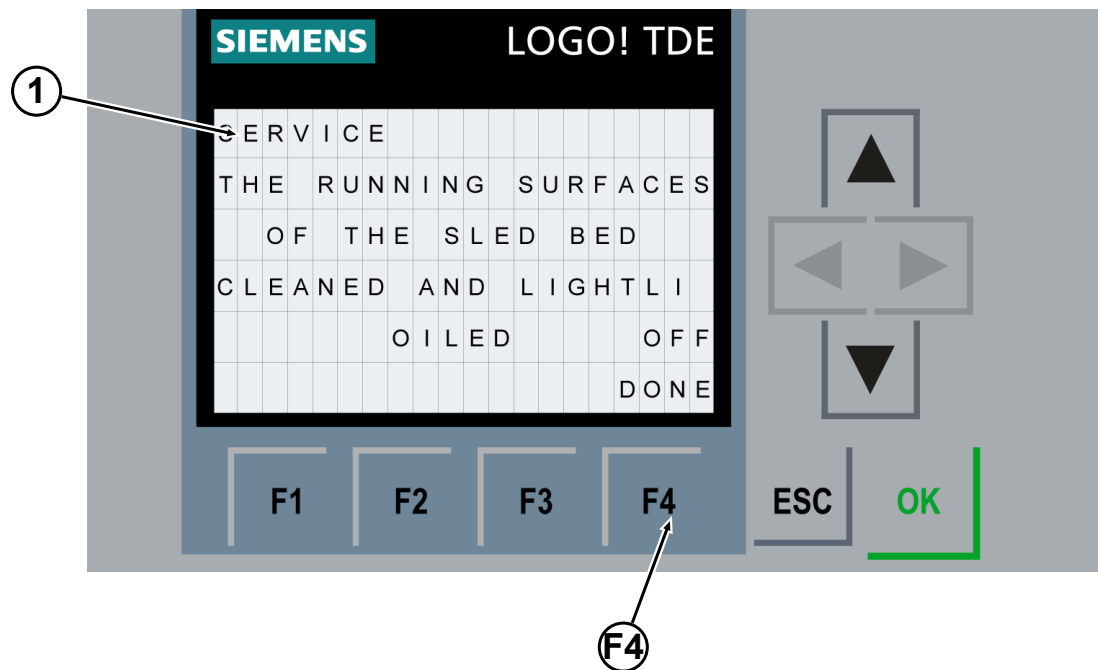 SIEMENS LOGO! TDE
1
SERVICE
THE RUNNING SURFACES
OF THE SLED BED
CLEANED AND LIGHTLI
OILED OFF
DONE
F1 F2 F3 F4 ESC OK
F4